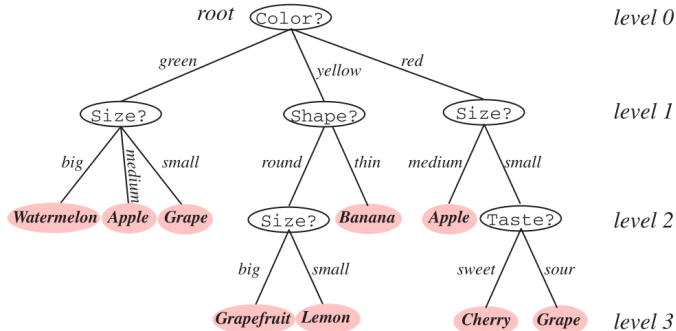 root Color? level 0
green yellow red
Size? Shape? Size? level 1
big medium small round thin medium small
Watermelon Apple Grape Size? Banana Apple Taste? level 2
big small sweet sour
Grapefruit Lemon Cherry Grape level 3